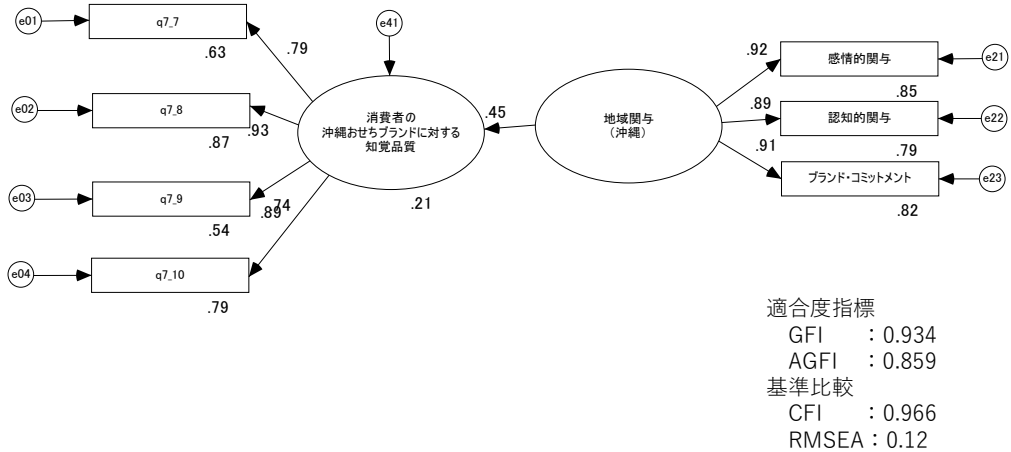 e01
q7_7
.63
.79
e41
e02
q7_8
.87
.93
消費者の
沖縄おせちブランドに対する
知覚品質
.21
.45
地域関与
(沖縄)
.92
感情的関与
.85
e21
.89
認知的関与
.79
e22
.91
ブランド・コミットメント
.82
e23
e03
q7_9
.54
.74
.89
e04
q7_10
.79
適合度指標
GFI :0.934
AGFI :0.859
基準比較
CFI :0.966
RMSEA:0.12